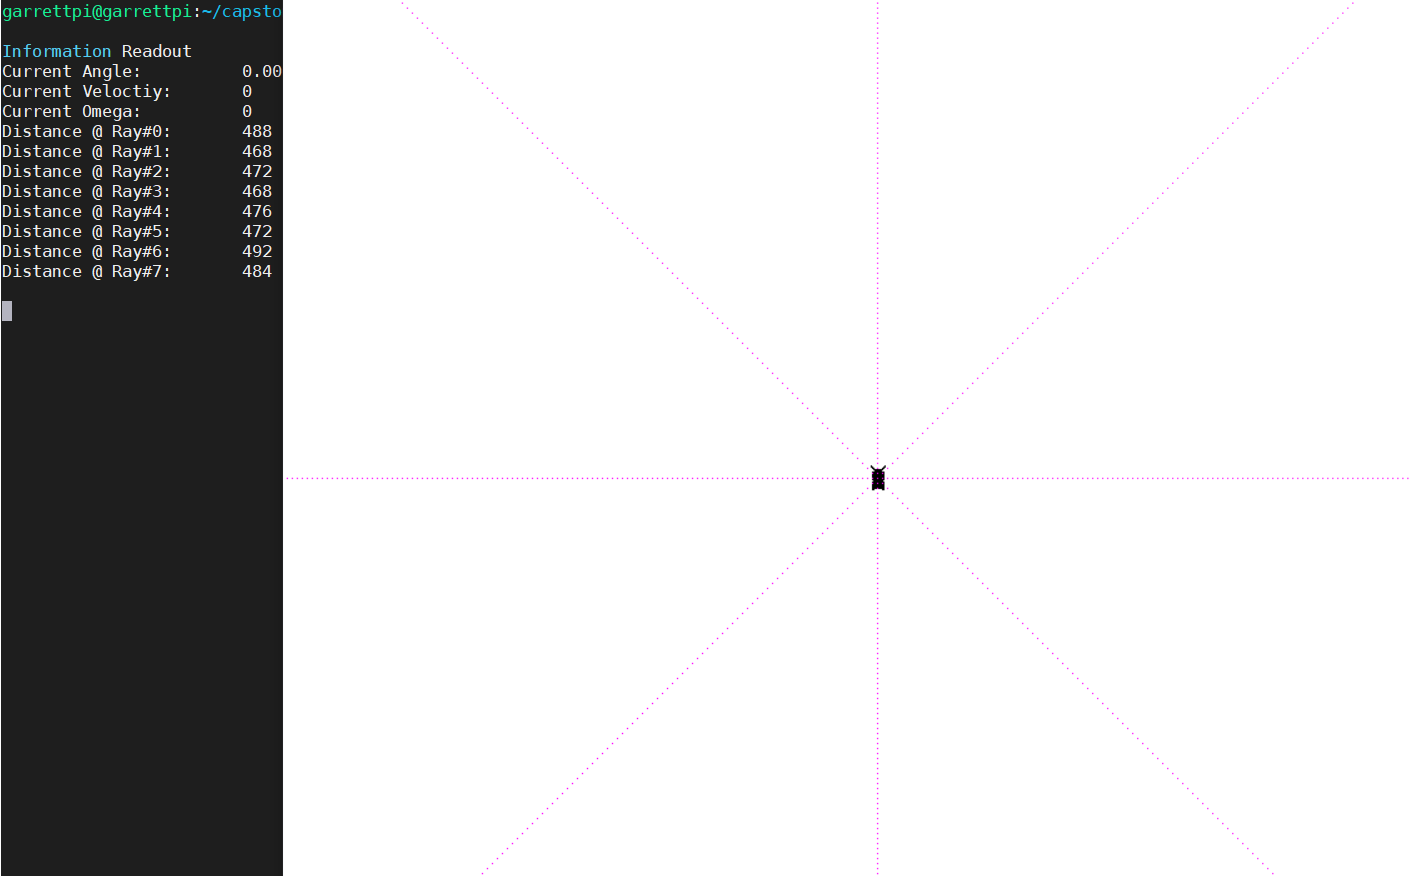 garrettpi@garrettpi:~/capsto
Information Readout
Current Angle: 0.00
Current Veloctiy: 0
Current Omega: 0
Distance @ Ray#0: 488
Distance @ Ray#1: 468
Distance @ Ray#2: 472
Distance @ Ray#3: 468
Distance @ Ray#4: 476
Distance @ Ray#5: 472
Distance @ Ray#6: 492
Distance @ Ray#7: 484